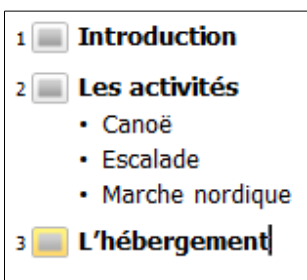 1 Introduction
2 Les activités
• Canoë
• Escalade
• Marche nordique
3 L'hébergement